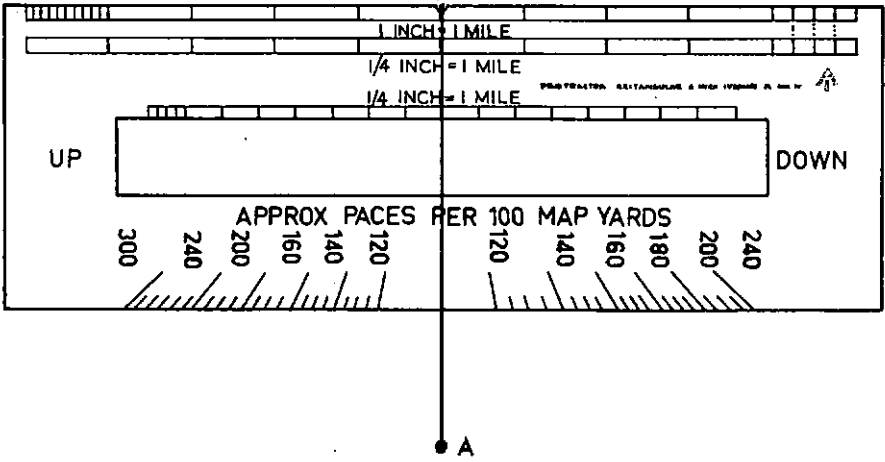 1 INCH = 1 MILE
1/4 INCH = 1 MILE
1/4 INCH = 1 MILE
UP
DOWN
APPROX PACES PER 100 MAP YARDS
300 240 200 160 140 120 120 140 160 180 200 240
A